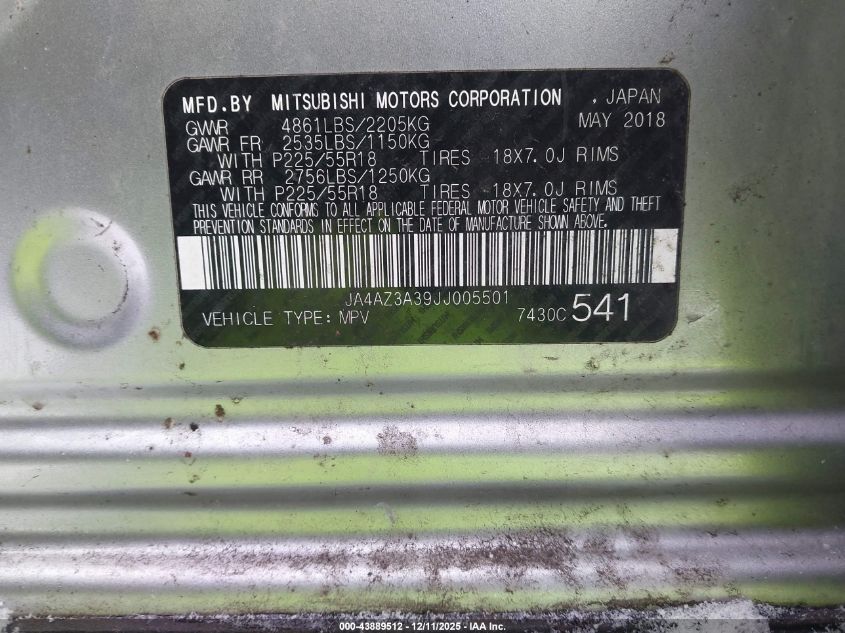 MFD.BY MITSUBISHI MOTORS CORPORATION , JAPAN
GVWR 4861LBS/2205KG MAY 2018
GAWR FR 2535LBS/1150KG
WITH P225/55R18 TIRES 18X7.0J RIMS
GAWR RR 2756LBS/1250KG
WITH P225/55R18 TIRES 18X7.0J RIMS
THIS VEHICLE CONFORMS TO ALL APPLICABLE FEDERAL MOTOR VEHICLE SAFETY AND THEFT
PREVENTION STANDARDS IN EFFECT ON THE DATE OF MANUFACTURE SHOWN ABOVE.
JA4AZ3A39JJ005501
VEHICLE TYPE: MPV 7430C 541
000-43889512 - 12/11/2025 - IAA Inc.